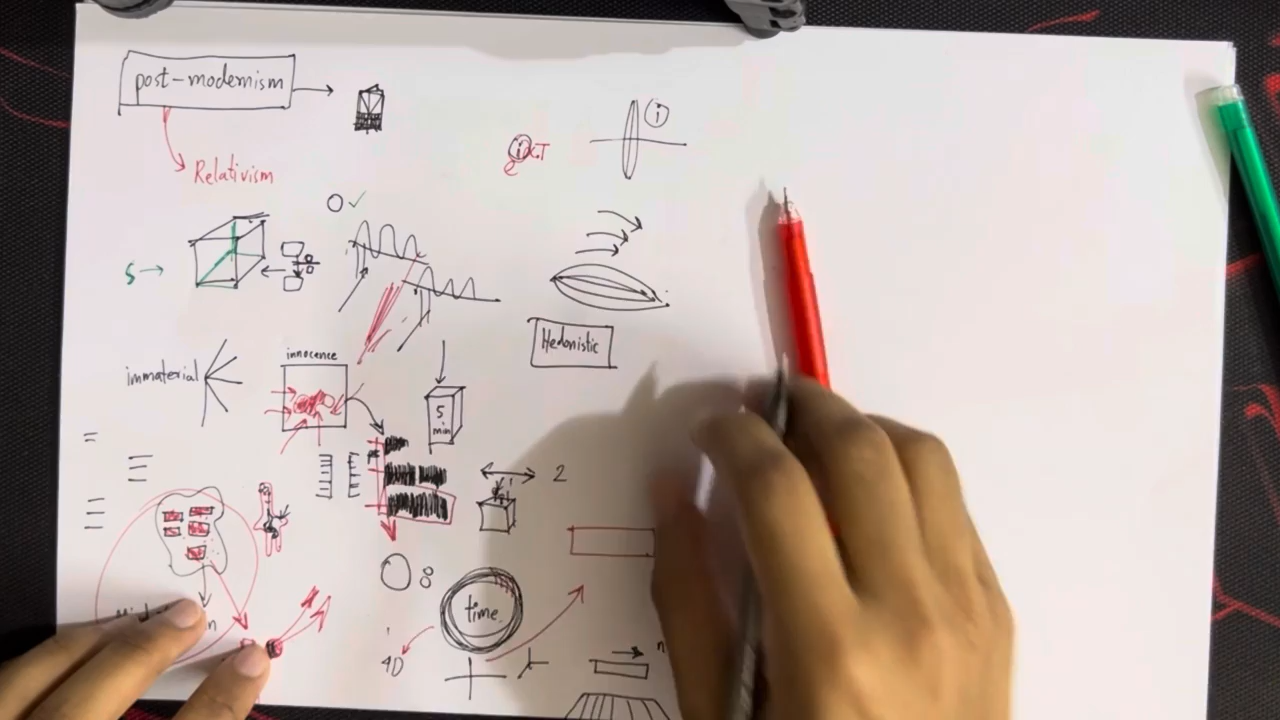 post-modernism
i
Relativism
S
immaterial
innocence
Hedonistic
5
min
2
time
4D
n